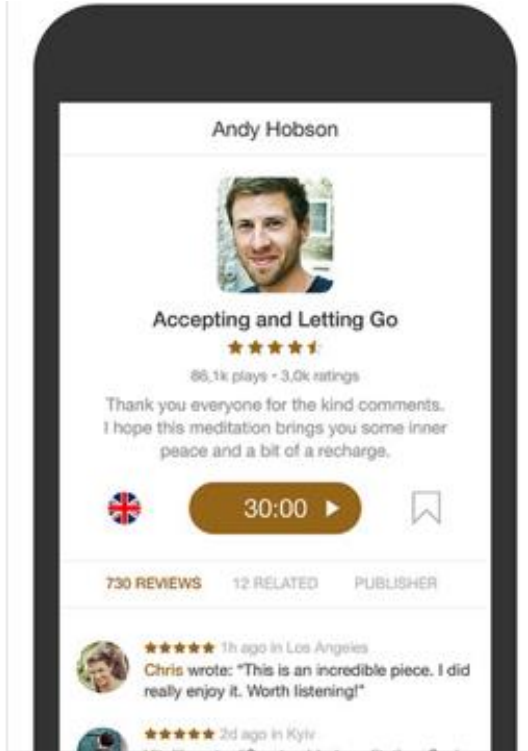 Andy Hobson
Accepting and Letting Go
86,1k plays • 3,0k ratings
Thank you everyone for the kind comments.
I hope this meditation brings you some inner
peace and a bit of a recharge.
30:00
730 REVIEWS 12 RELATED PUBLISHER
1h ago in Los Angeles
Chris wrote: "This is an incredible piece. I did
really enjoy it. Worth listening!"
2d ago in Kyiv